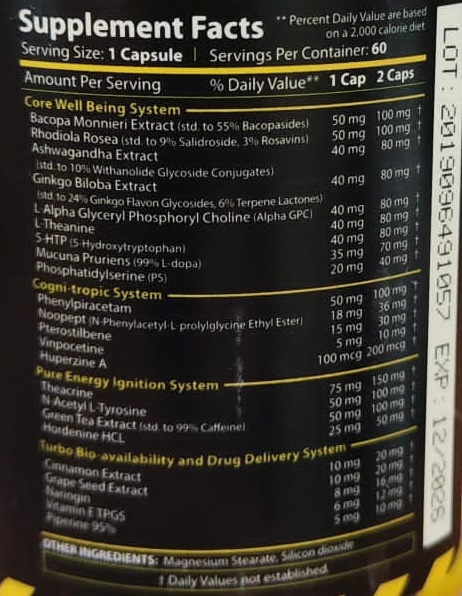 Supplement Facts
** Percent Daily Value are based on a 2,000 calorie diet
Serving Size: 1 Capsule | Servings Per Container: 60
Amount Per Serving % Daily Value** 1 Cap 2 Caps
Core Well Being System
Bacopa Monnieri Extract (std. to 55% Bacopasides) 50 mg 100 mg †
Rhodiola Rosea (std. to 9% Salidroside, 3% Rosavins) 50 mg 100 mg †
Ashwagandha Extract 40 mg 80 mg †
(std. to 10% Withanolide Glycoside Conjugates)
Ginkgo Biloba Extract 40 mg 80 mg †
(std. to 24% Ginkgo Flavon Glycosides, 6% Terpene Lactones)
L-Alpha Glyceryl Phosphoryl Choline (Alpha GPC) 40 mg 80 mg †
L-Theanine 40 mg 80 mg †
5-HTP (5-Hydroxytryptophan) 40 mg 80 mg †
Mucuna Pruriens (99% L-dopa) 35 mg 70 mg †
Phosphatidylserine (PS) 20 mg 40 mg †
Cogni-tropic System
Phenylpiracetam 50 mg 100 mg †
Noopept (N-Phenylacetyl-L-prolylglycine Ethyl Ester) 18 mg 36 mg †
Pterostilbene 15 mg 30 mg †
Vinpocetine 5 mg 10 mg †
Huperzine A 100 mcg 200 mcg †
Pure Energy Ignition System
Theacrine 75 mg 150 mg †
N Acetyl L-Tyrosine 50 mg 100 mg †
Green Tea Extract (std. to 99% Caffeine) 50 mg 100 mg †
Hordenine HCL 25 mg 50 mg †
Turbo Bio-availability and Drug Delivery System
Cinnamon Extract 10 mg 20 mg †
Grape Seed Extract 10 mg 20 mg †
Naringin 8 mg 16 mg †
Vitamin E TPGS 6 mg 12 mg †
Piperine 95% 5 mg 10 mg †
OTHER INGREDIENTS: Magnesium Stearate, Silicon dioxide
† Daily Values not established.
LOT: 2019096491057 EXP: 12/2026